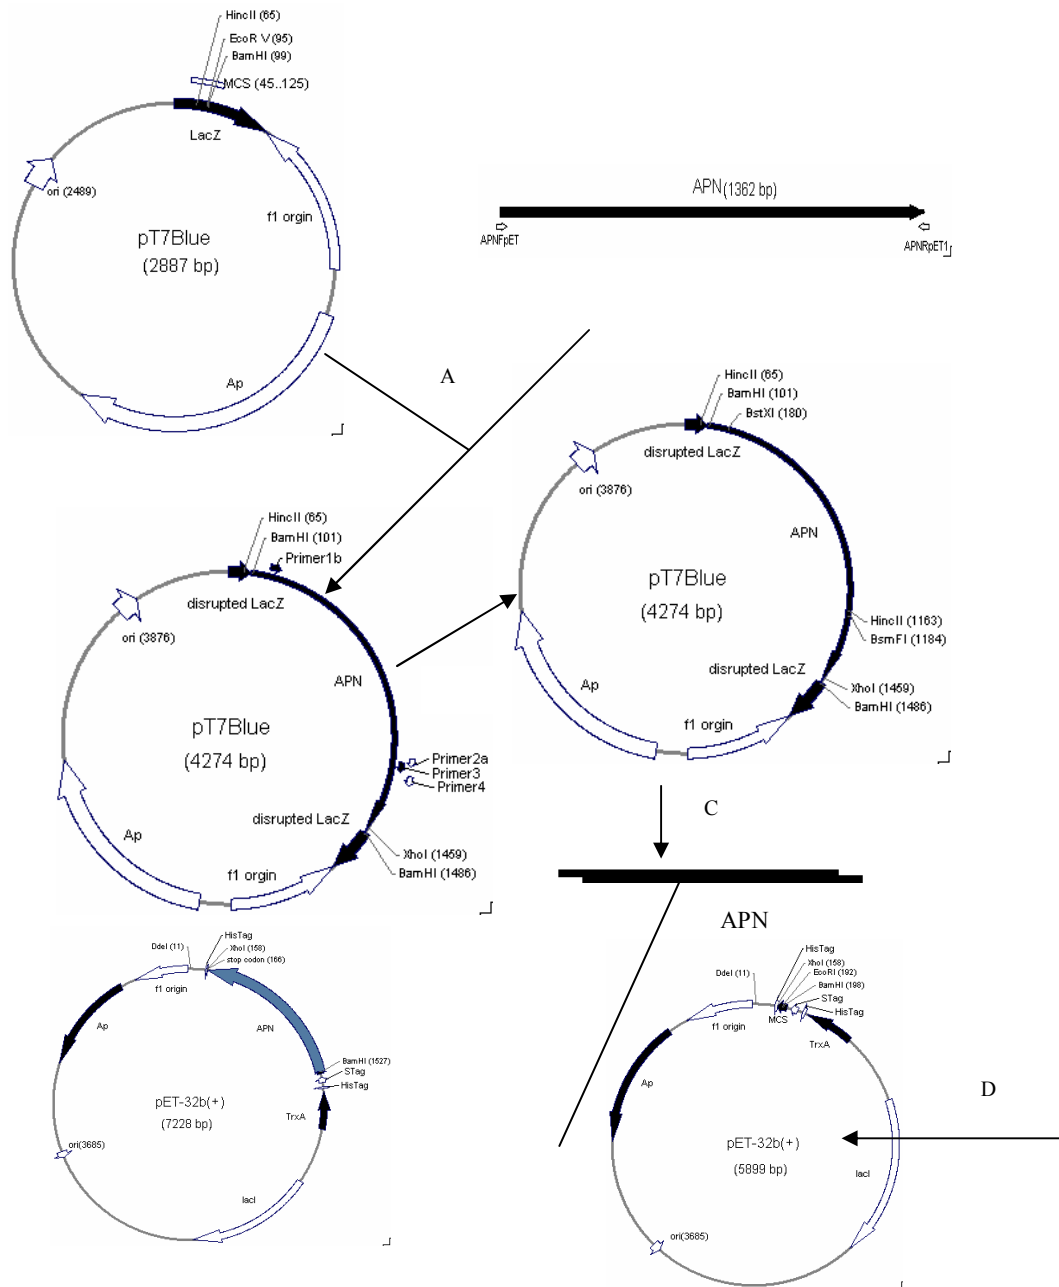 HincII (65)
EcoR V (95)
BamHI (99)
MCS (45..125)
LacZ
ori (2489)
f1 orgin
pT7Blue
(2887 bp)
Ap
APN (1362 bp)
APNFpET
APNRpET1
A
HincII (65)
BamHI (101)
BstXI (180)
disrupted LacZ
ori (3876)
APN
pT7Blue
(4274 bp)
HincII (1163)
BsmFI (1184)
disrupted LacZ
XhoI (1459)
BamHI (1486)
Ap
f1 orgin
HincII (65)
BamHI (101)
Primer1b
disrupted LacZ
ori (3876)
APN
pT7Blue
(4274 bp)
Primer2a
Primer3
Primer4
disrupted LacZ
Ap
XhoI (1459)
BamHI (1486)
f1 orgin
C
APN
HisTag
DdeI (11)
XhoI (158)
stop codon (166)
f1 origin
Ap
APN
BamHI (1527)
STag
HisTag
pET-32b(+)
(7228 bp)
TrxA
ori(3685)
lacI
HisTag
XhoI (158)
DdeI (11)
EcoRI (192)
BamHI (198)
STag
HisTag
f1 origin
MCS
TrxA
Ap
D
pET-32b(+)
(5899 bp)
lacI
ori(3685)